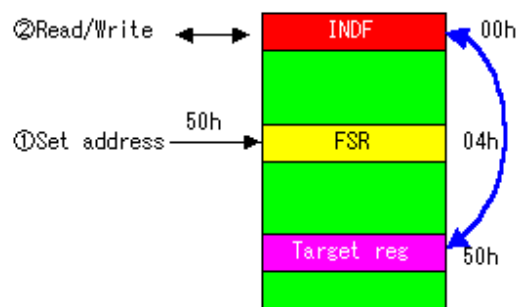 ②Read/Write INDF 00h
50h
①Set address FSR 04h
Target reg 50h